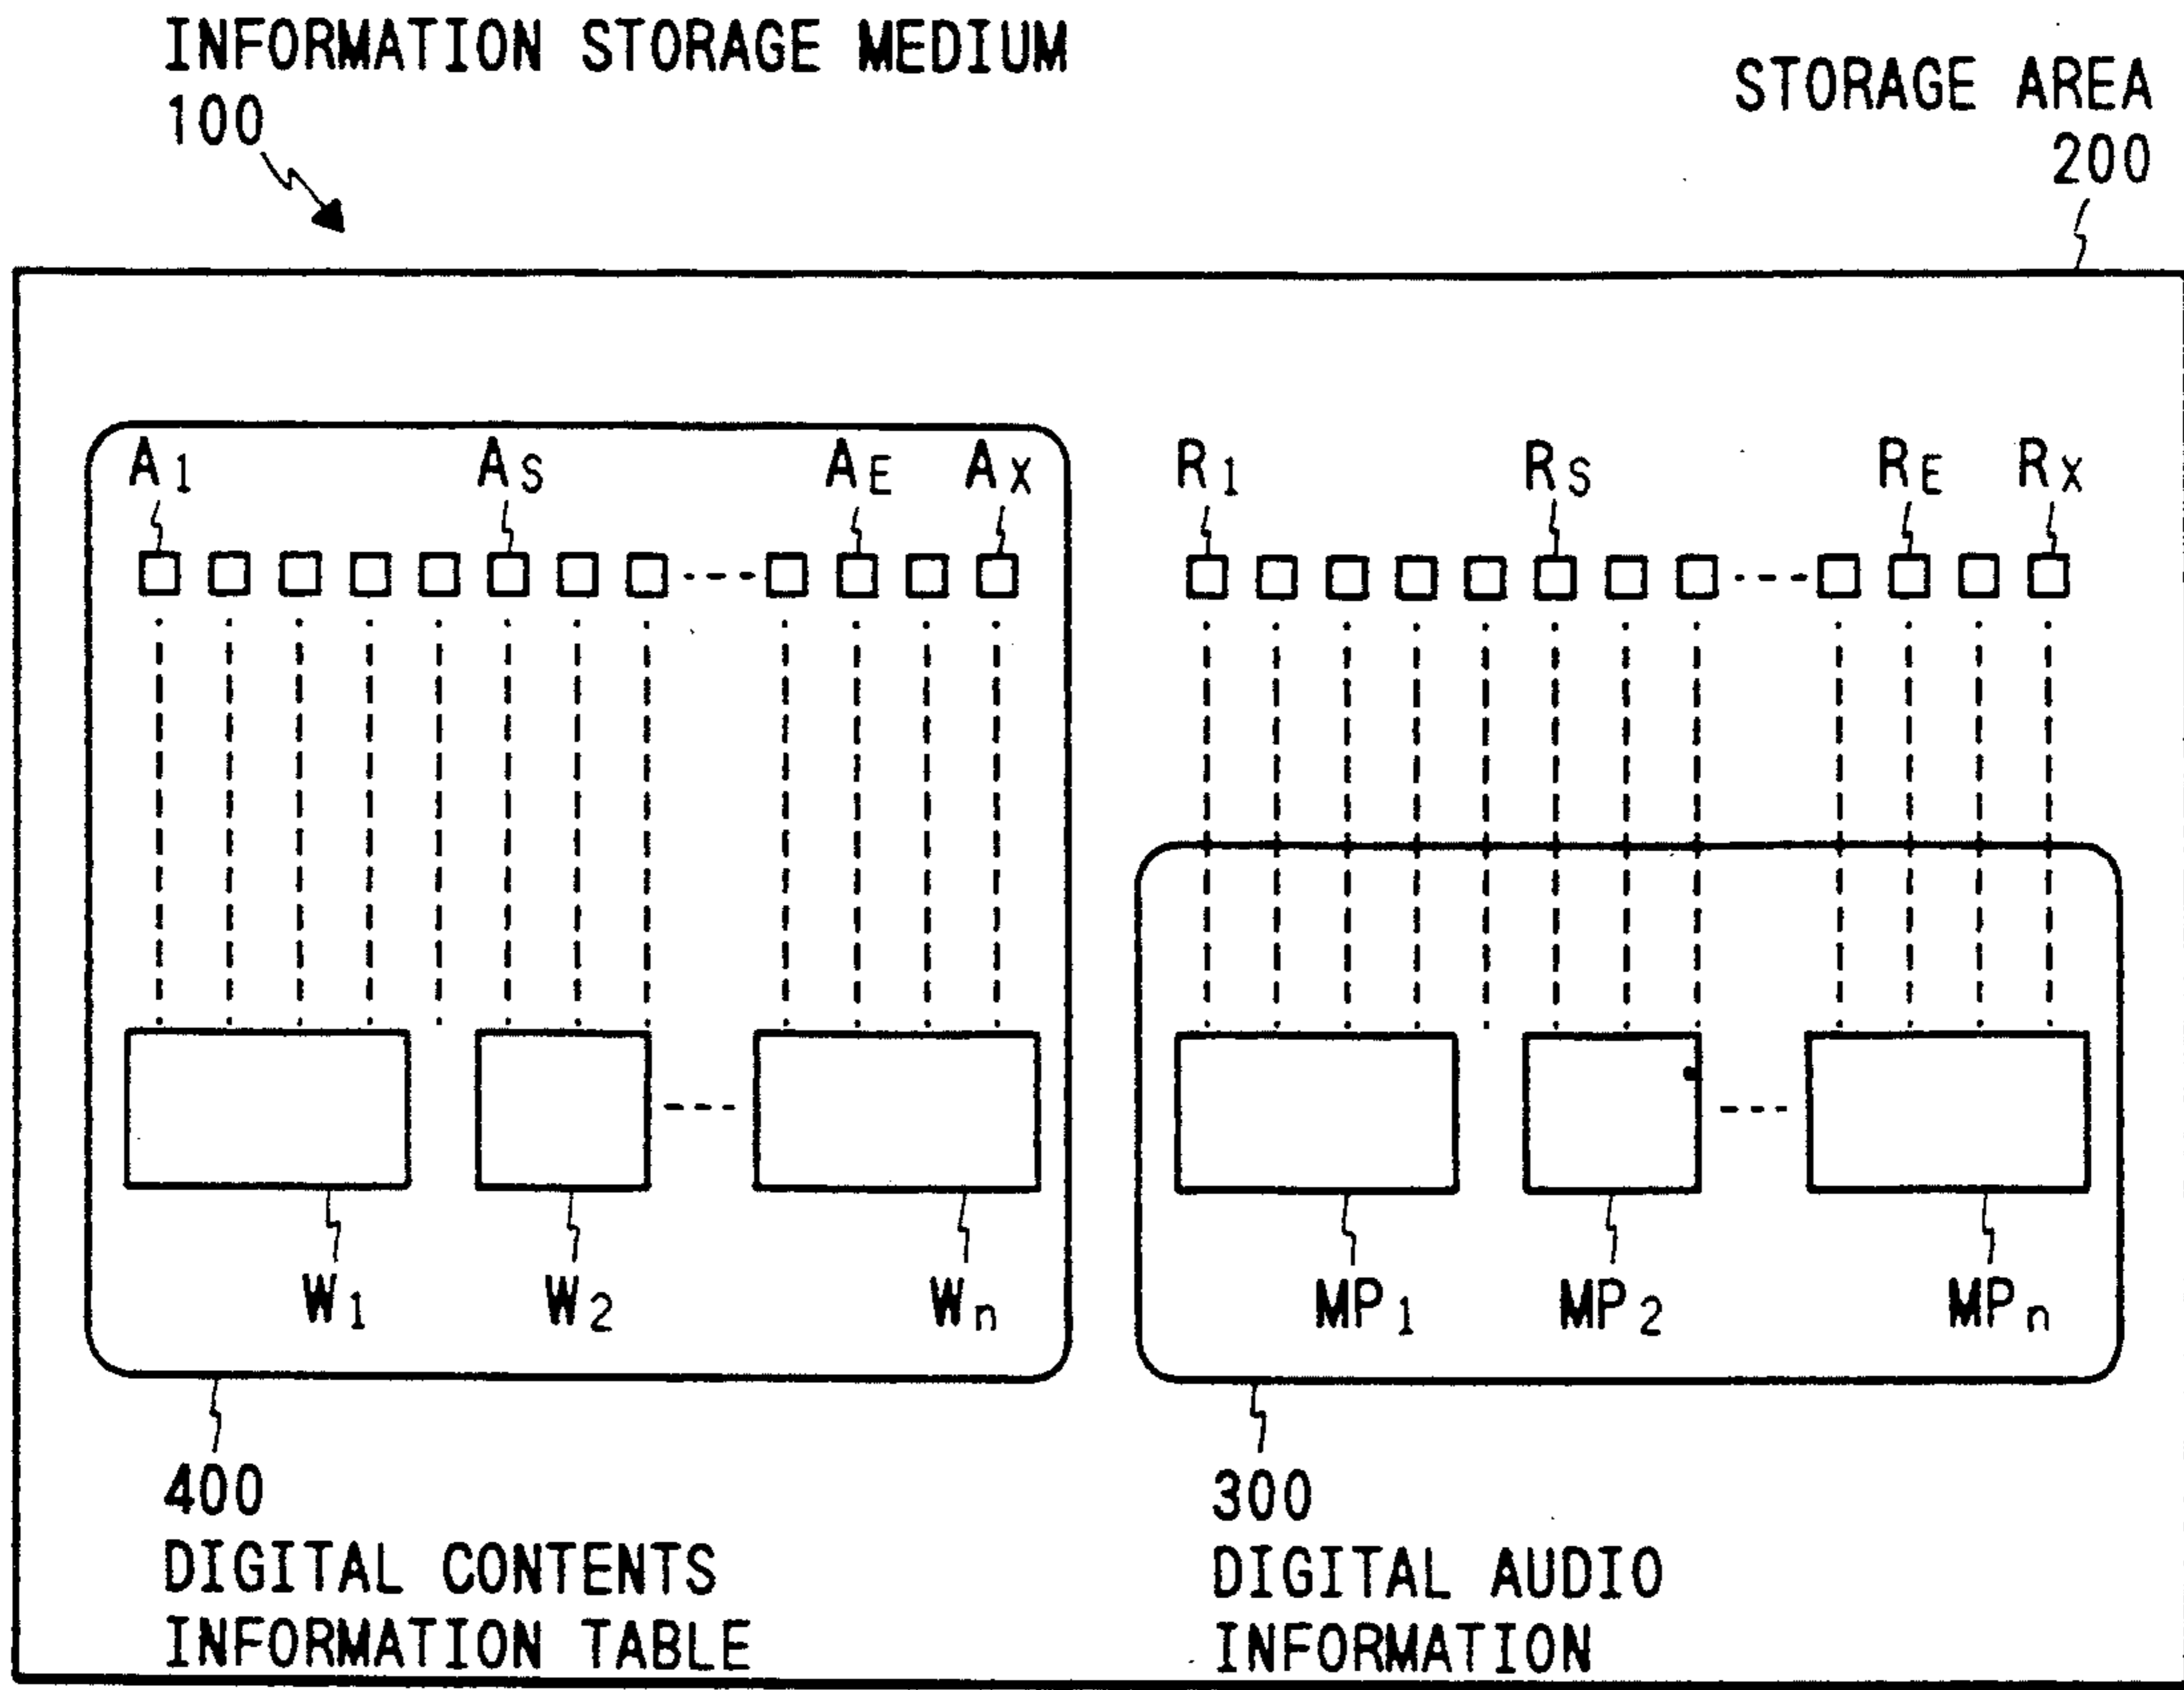 INFORMATION STORAGE MEDIUM
100
STORAGE AREA
200
A1 AS AE AX
R1 RS RE RX
W1 W2 Wn
MP1 MP2 MPn
400
DIGITAL CONTENTS
INFORMATION TABLE
300
DIGITAL AUDIO
INFORMATION